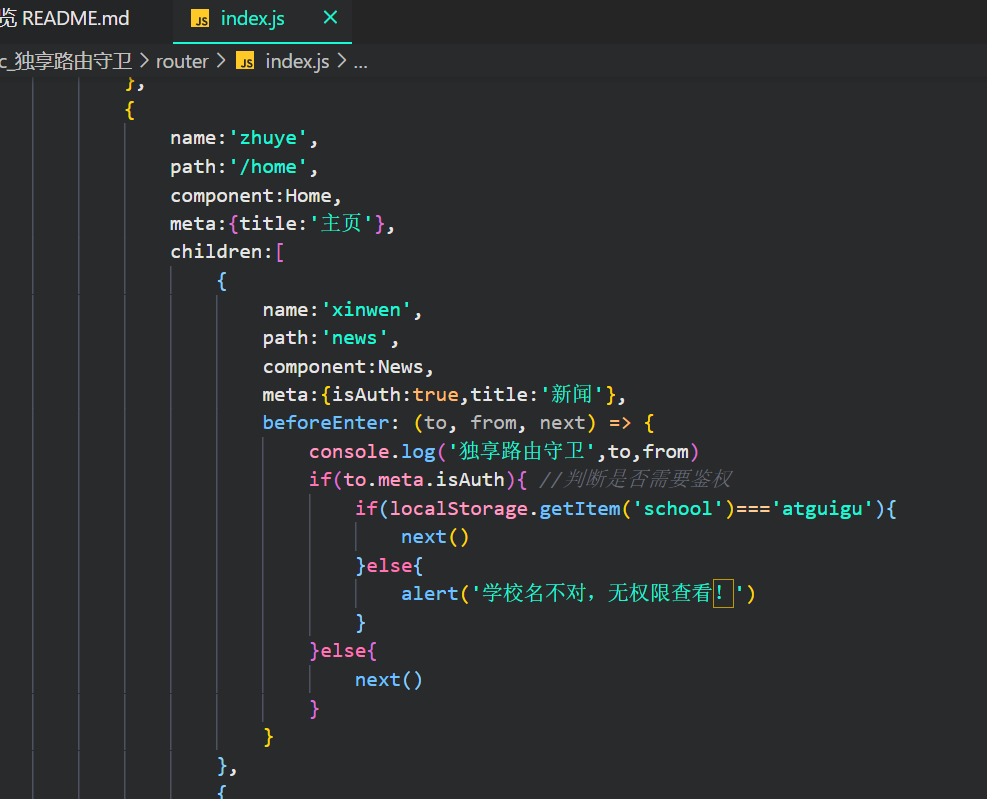 览 README.md
JS index.js ×
c_独享路由守卫 > router > JS index.js > ...
},
{
name:'zhuye',
path:'/home',
component:Home,
meta:{title:'主页'},
children:[
{
name:'xinwen',
path:'news',
component:News,
meta:{isAuth:true,title:'新闻'},
beforeEnter: (to, from, next) => {
console.log('独享路由守卫',to,from)
if(to.meta.isAuth){ //判断是否需要鉴权
if(localStorage.getItem('school')==='atguigu'){
next()
}else{
alert('学校名不对，无权限查看！')
}
}else{
next()
}
}
},
{